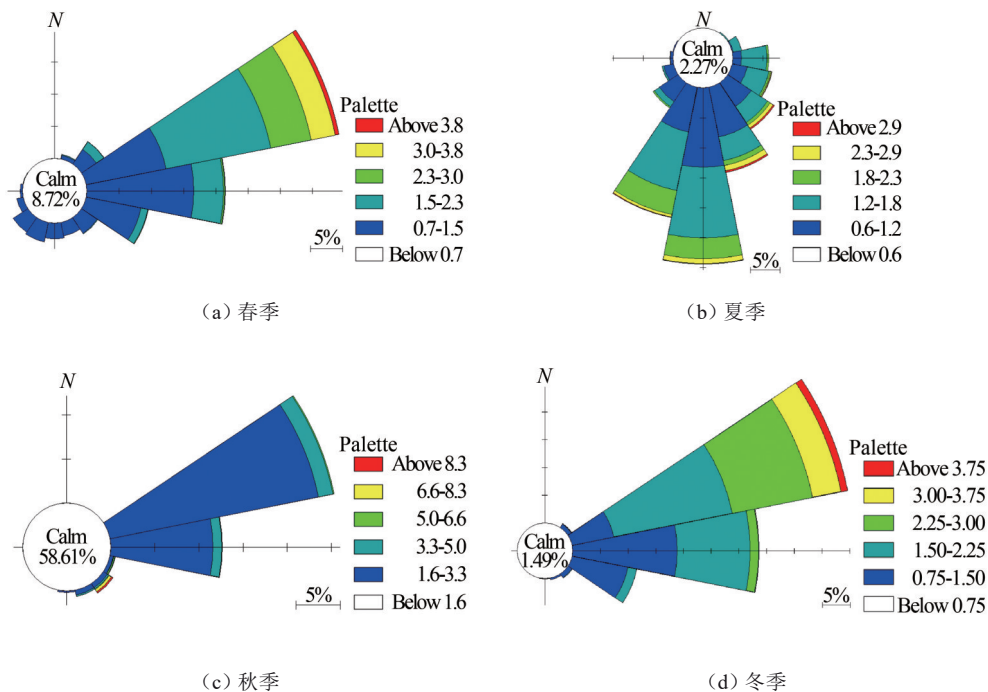 N
Calm
8.72%
Palette
Above 3.8
3.0-3.8
2.3-3.0
1.5-2.3
0.7-1.5
Below 0.7
5%
(a) 春季
N
Calm
2.27%
Palette
Above 2.9
2.3-2.9
1.8-2.3
1.2-1.8
0.6-1.2
Below 0.6
5%
(b) 夏季
N
Calm
58.61%
Palette
Above 8.3
6.6-8.3
5.0-6.6
3.3-5.0
1.6-3.3
Below 1.6
5%
(c) 秋季
N
Calm
1.49%
Palette
Above 3.75
3.00-3.75
2.25-3.00
1.50-2.25
0.75-1.50
Below 0.75
5%
(d) 冬季